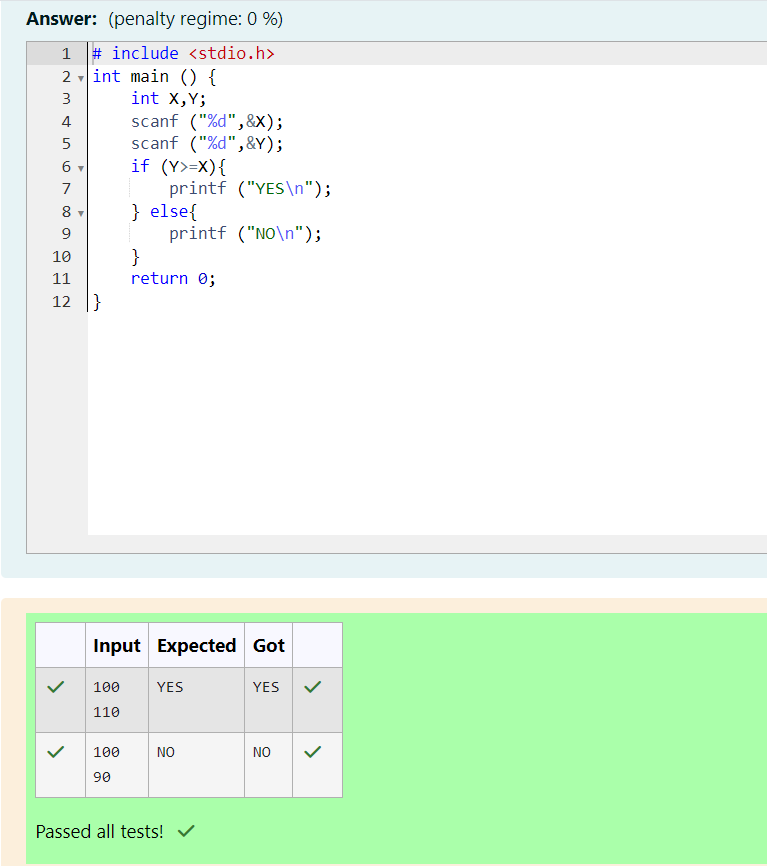 Answer: (penalty regime: 0 %)
1 # include <stdio.h>
2 int main () {
3     int X,Y;
4     scanf ("%d",&X);
5     scanf ("%d",&Y);
6     if (Y>=X){
7         printf ("YES\n");
8     } else{
9         printf ("NO\n");
10     }
11     return 0;
12 }
Input Expected Got
100 YES YES
110
100 NO NO
90
Passed all tests!